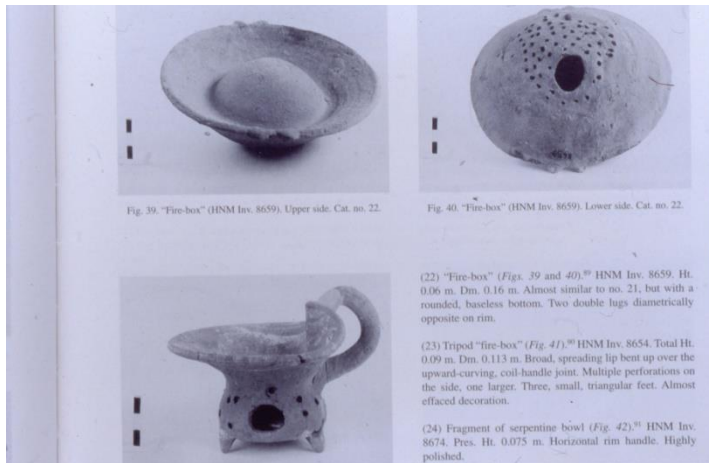 Fig. 39. "Fire-box" (HNM Inv. 8659). Upper side. Cat. no. 22.
Fig. 40. "Fire-box" (HNM Inv. 8659). Lower side. Cat. no. 22.
(22) "Fire-box" (Figs. 39 and 40).⁸⁹ HNM Inv. 8659. Ht.
0.06 m. Dm. 0.16 m. Almost similar to no. 21, but with a
rounded, baseless bottom. Two double lugs diametrically
opposite on rim.
(23) Tripod "fire-box" (Fig. 41).⁹⁰ HNM Inv. 8654. Total Ht.
0.09 m. Dm. 0.113 m. Broad, spreading lip bent up over the
upward-curving, coil-handle joint. Multiple perforations on
the side, one larger. Three, small, triangular feet. Almost
effaced decoration.
(24) Fragment of serpentine bowl (Fig. 42).⁹¹ HNM Inv.
8674. Pres. Ht. 0.075 m. Horizontal rim handle. Highly
polished.